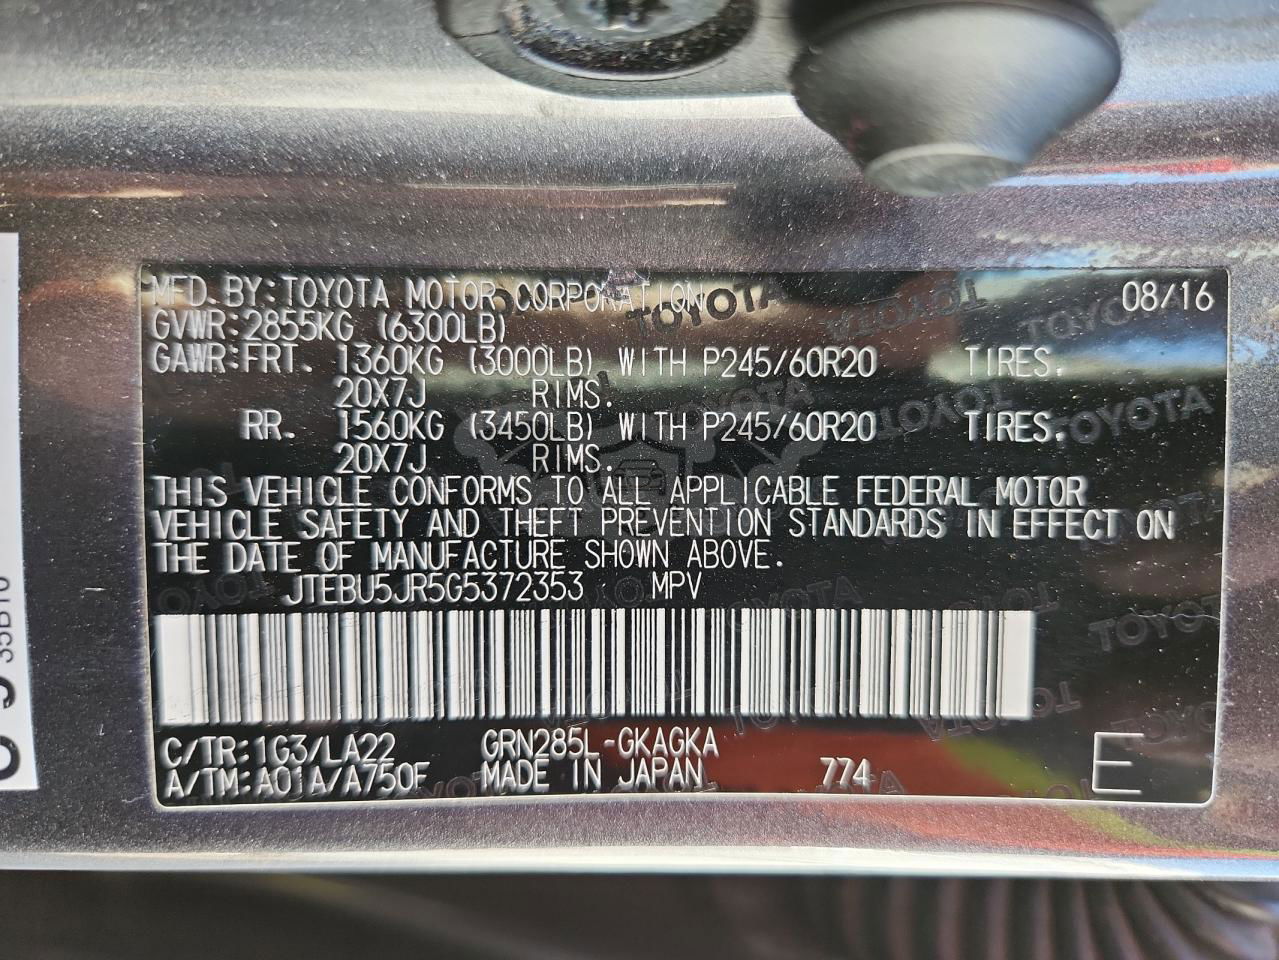 MFD. BY:TOYOTA MOTOR CORPORATION 08/16
GVWR:2855KG (6300LB)
GAWR:FRT. 1360KG (3000LB) WITH P245/60R20 TIRES.
20X7J RIMS.
RR. 1560KG (3450LB) WITH P245/60R20 TIRES.
20X7J RIMS.
THIS VEHICLE CONFORMS TO ALL APPLICABLE FEDERAL MOTOR
VEHICLE SAFETY AND THEFT PREVENTION STANDARDS IN EFFECT ON
THE DATE OF MANUFACTURE SHOWN ABOVE.
JTEBU5JR5G5372353 MPV
C/TR:1G3/LA22 GRN285L-GKAGKA
A/TM:A01A/A750F MADE IN JAPAN 774 E